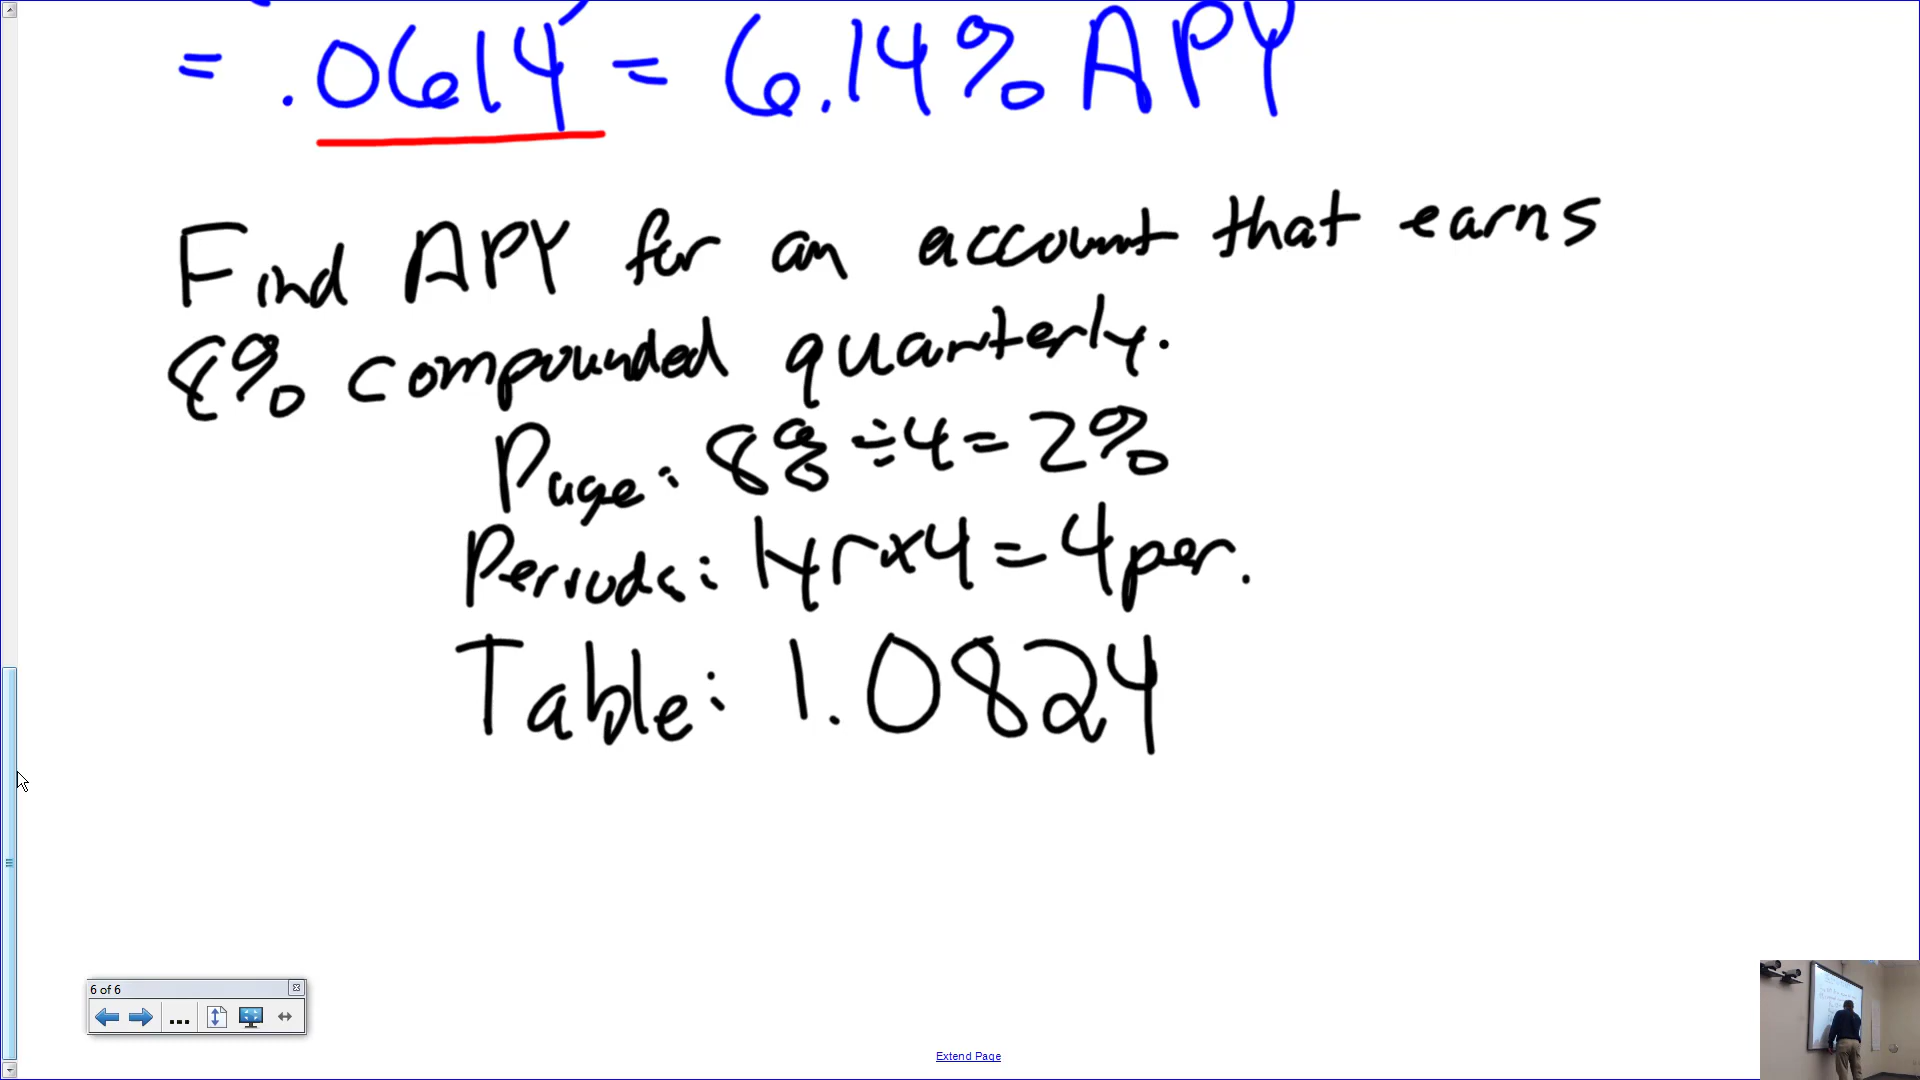 = .0614 = 6.14% APY
Find APY for an account that earns
8% compounded quarterly.
Page: 8% ÷ 4 = 2%
Periods: 1yr x 4 = 4 per.
Table: 1.0824
6 of 6
...
Extend Page